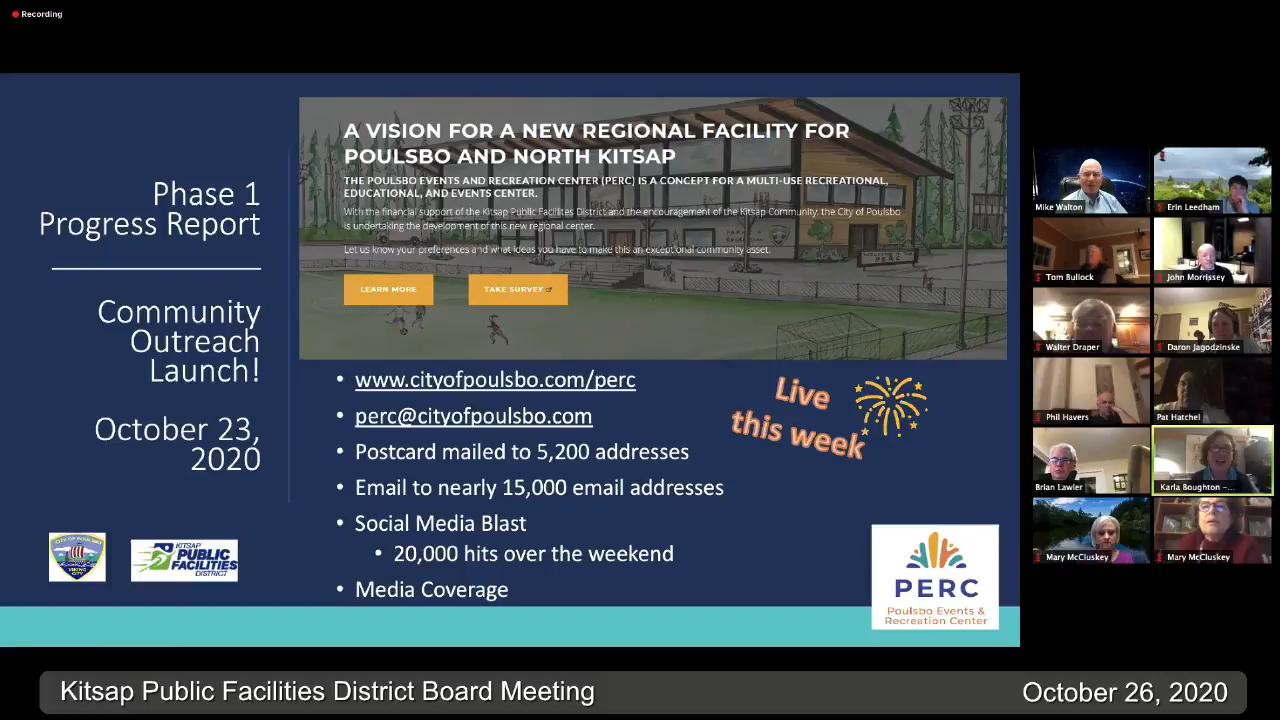 Recording
Phase 1
Progress Report
Community
Outreach
Launch!
October 23,
2020
CITY OF POULSBO
VIKING
CITY
KITSAP
PUBLIC
FACILITIES
DISTRICT
A VISION FOR A NEW REGIONAL FACILITY FOR
POULSBO AND NORTH KITSAP
THE POULSBO EVENTS AND RECREATION CENTER (PERC) IS A CONCEPT FOR A MULTI-USE RECREATIONAL,
EDUCATIONAL, AND EVENTS CENTER.
With the financial support of the Kitsap Public Facilities District and the encouragement of the Kitsap Community, the City of Poulsbo
is undertaking the development of this new regional center.
Let us know your preferences and what ideas you have to make this an exceptional community asset.
LEARN MORE
TAKE SURVEY
WELCOME TO
PERC
• www.cityofpoulsbo.com/perc
• perc@cityofpoulsbo.com
• Postcard mailed to 5,200 addresses
• Email to nearly 15,000 email addresses
• Social Media Blast
• 20,000 hits over the weekend
• Media Coverage
Live
this week
PERC
Poulsbo Events &
Recreation Center
Mike Walton
Erin Leedham
Tom Bullock
John Morrissey
Walter Draper
Daron Jagodzinske
Phil Havers
Pat Hatchel
Brian Lawler
Karla Boughton –...
Mary McCluskey
Mary McCluskey
Kitsap Public Facilities District Board Meeting
October 26, 2020